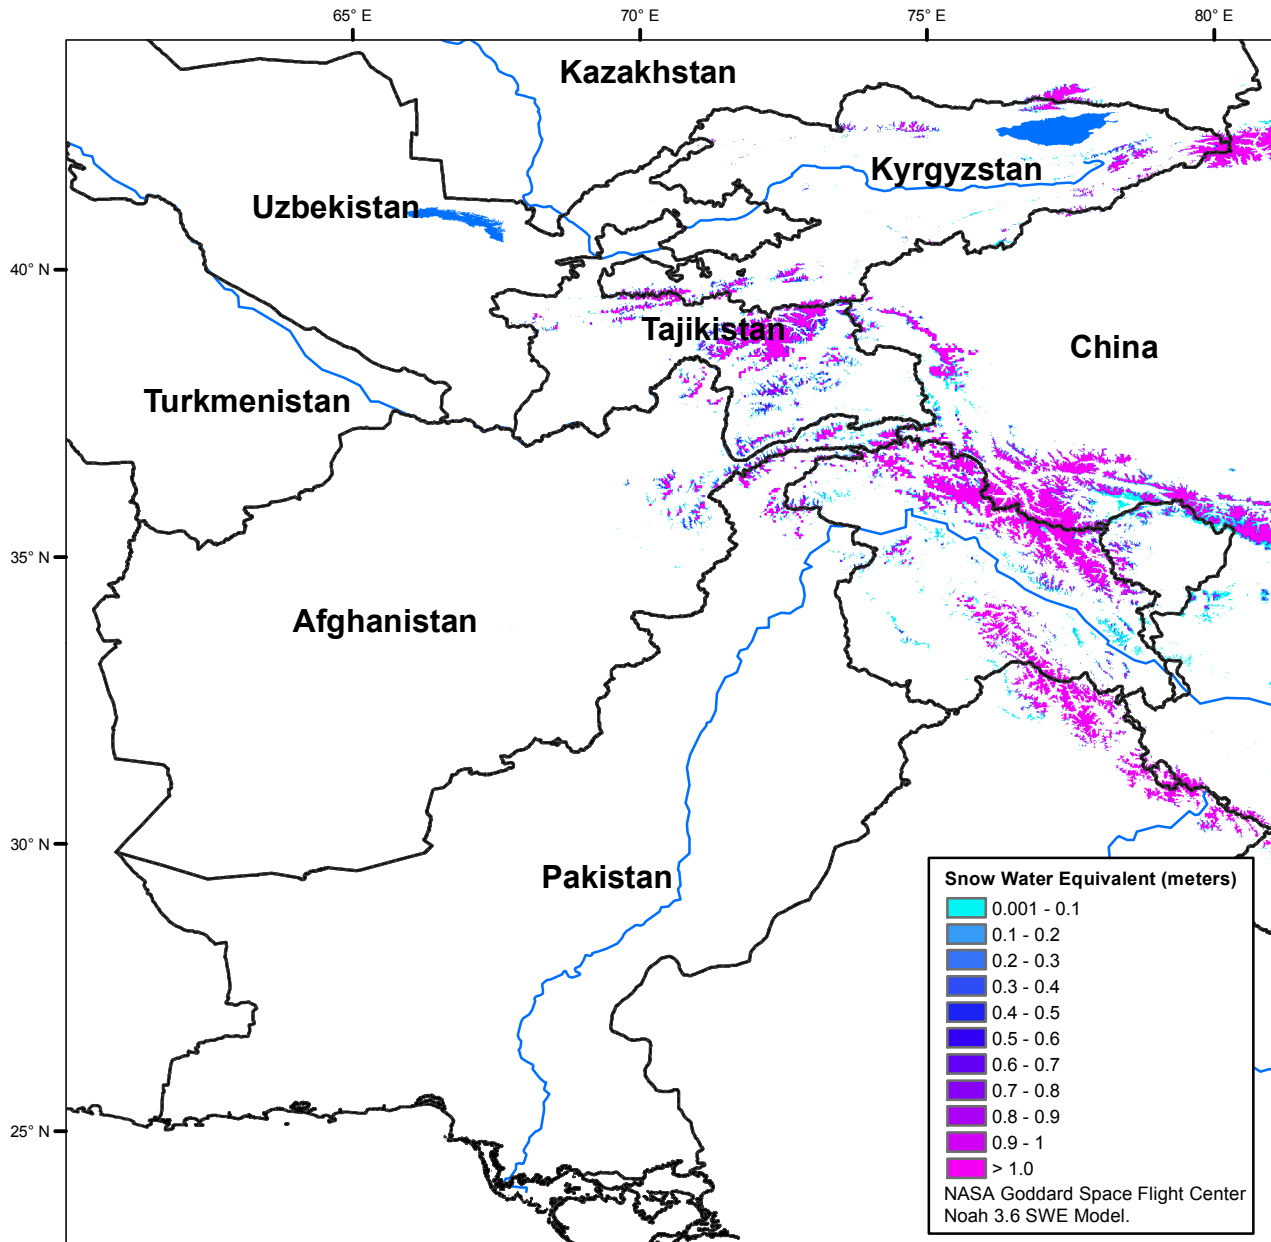 65° E
70° E
75° E
80° E
Kazakhstan
Kyrgyzstan
Uzbekistan
40° N
Tajikistan
China
Turkmenistan
35° N
Afghanistan
30° N
Pakistan
25° N
Snow Water Equivalent (meters)
0.001 - 0.1
0.1 - 0.2
0.2 - 0.3
0.3 - 0.4
0.4 - 0.5
0.5 - 0.6
0.6 - 0.7
0.7 - 0.8
0.8 - 0.9
0.9 - 1
> 1.0
NASA Goddard Space Flight Center
Noah 3.6 SWE Model.